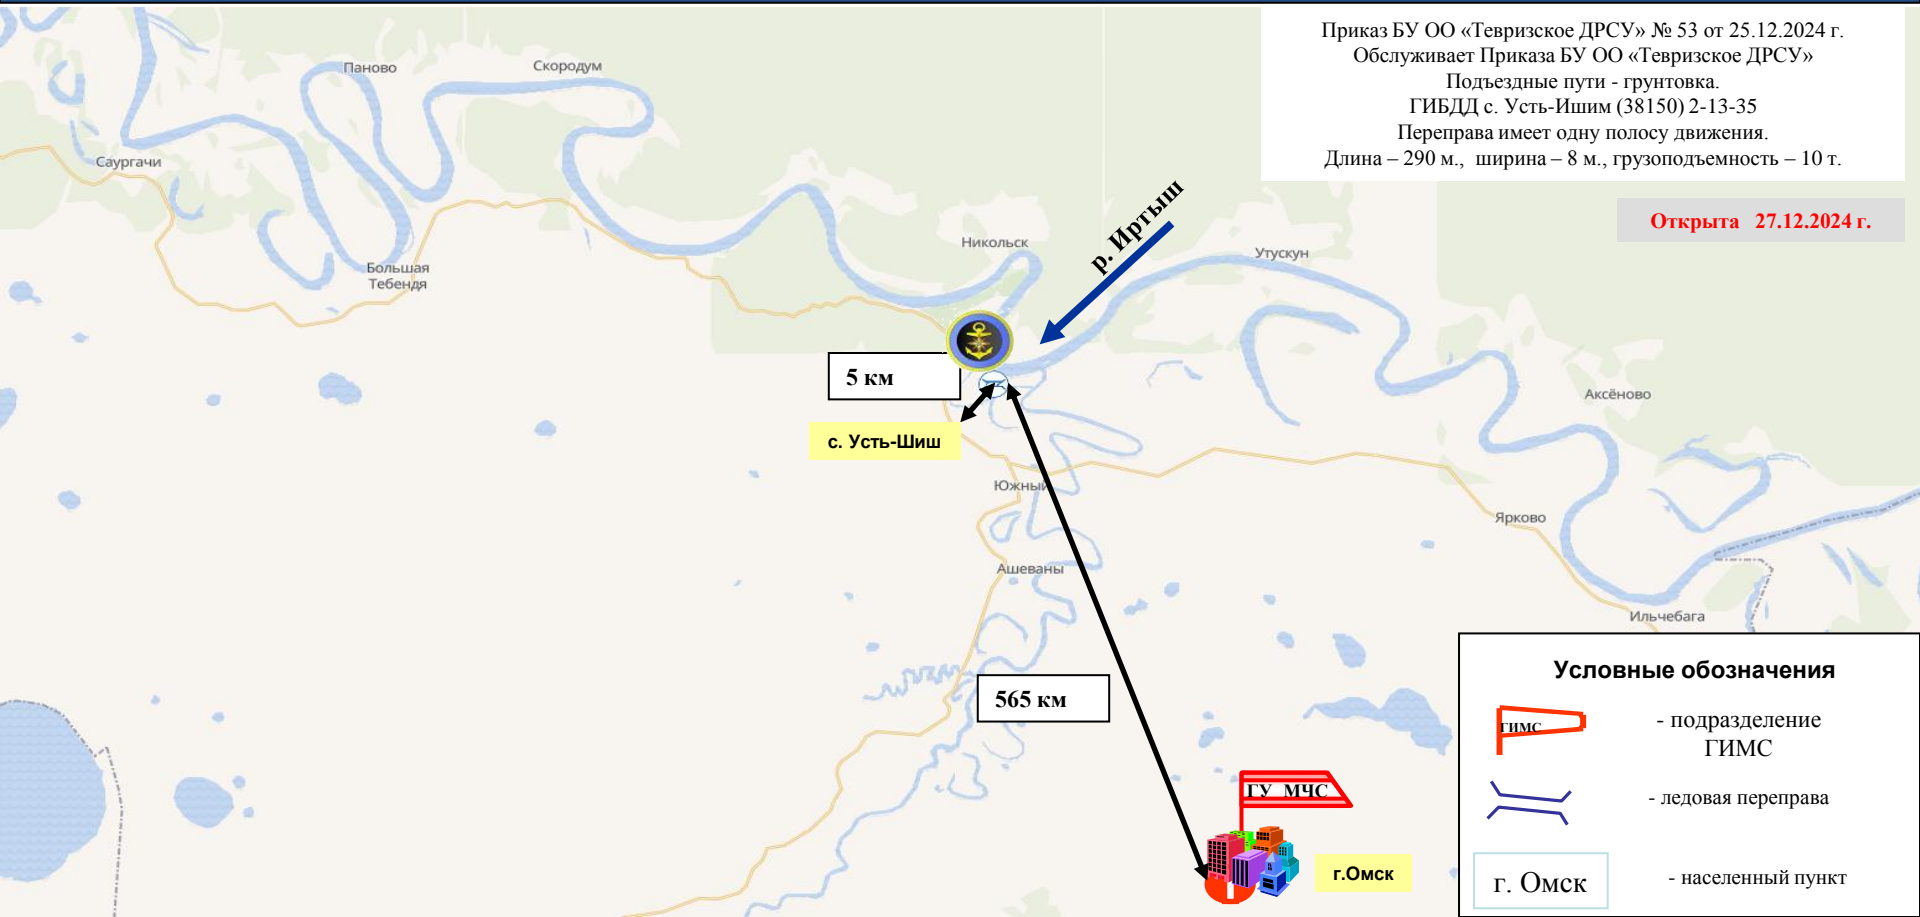 Приказ БУ ОО «Тевризское ДРСУ» № 53 от 25.12.2024 г.
Обслуживает Приказа БУ ОО «Тевризское ДРСУ»
Подъездные пути - грунтовка.
ГИБДД с. Усть-Ишим (38150) 2-13-35
Переправа имеет одну полосу движения.
Длина – 290 м., ширина – 8 м., грузоподъемность – 10 т.
Открыта 27.12.2024 г.
Паново
Скородум
Саургачи
р. Иртыш
Никольск
Утускун
Большая
Тебендя
5 км
Аксёново
с. Усть-Шиш
Южный
Ярково
Ашеваны
Ильчебага
565 км
ГУ МЧС
г.Омск
Условные обозначения
ГИМС
- подразделение
ГИМС
- ледовая переправа
г. Омск
- населенный пункт